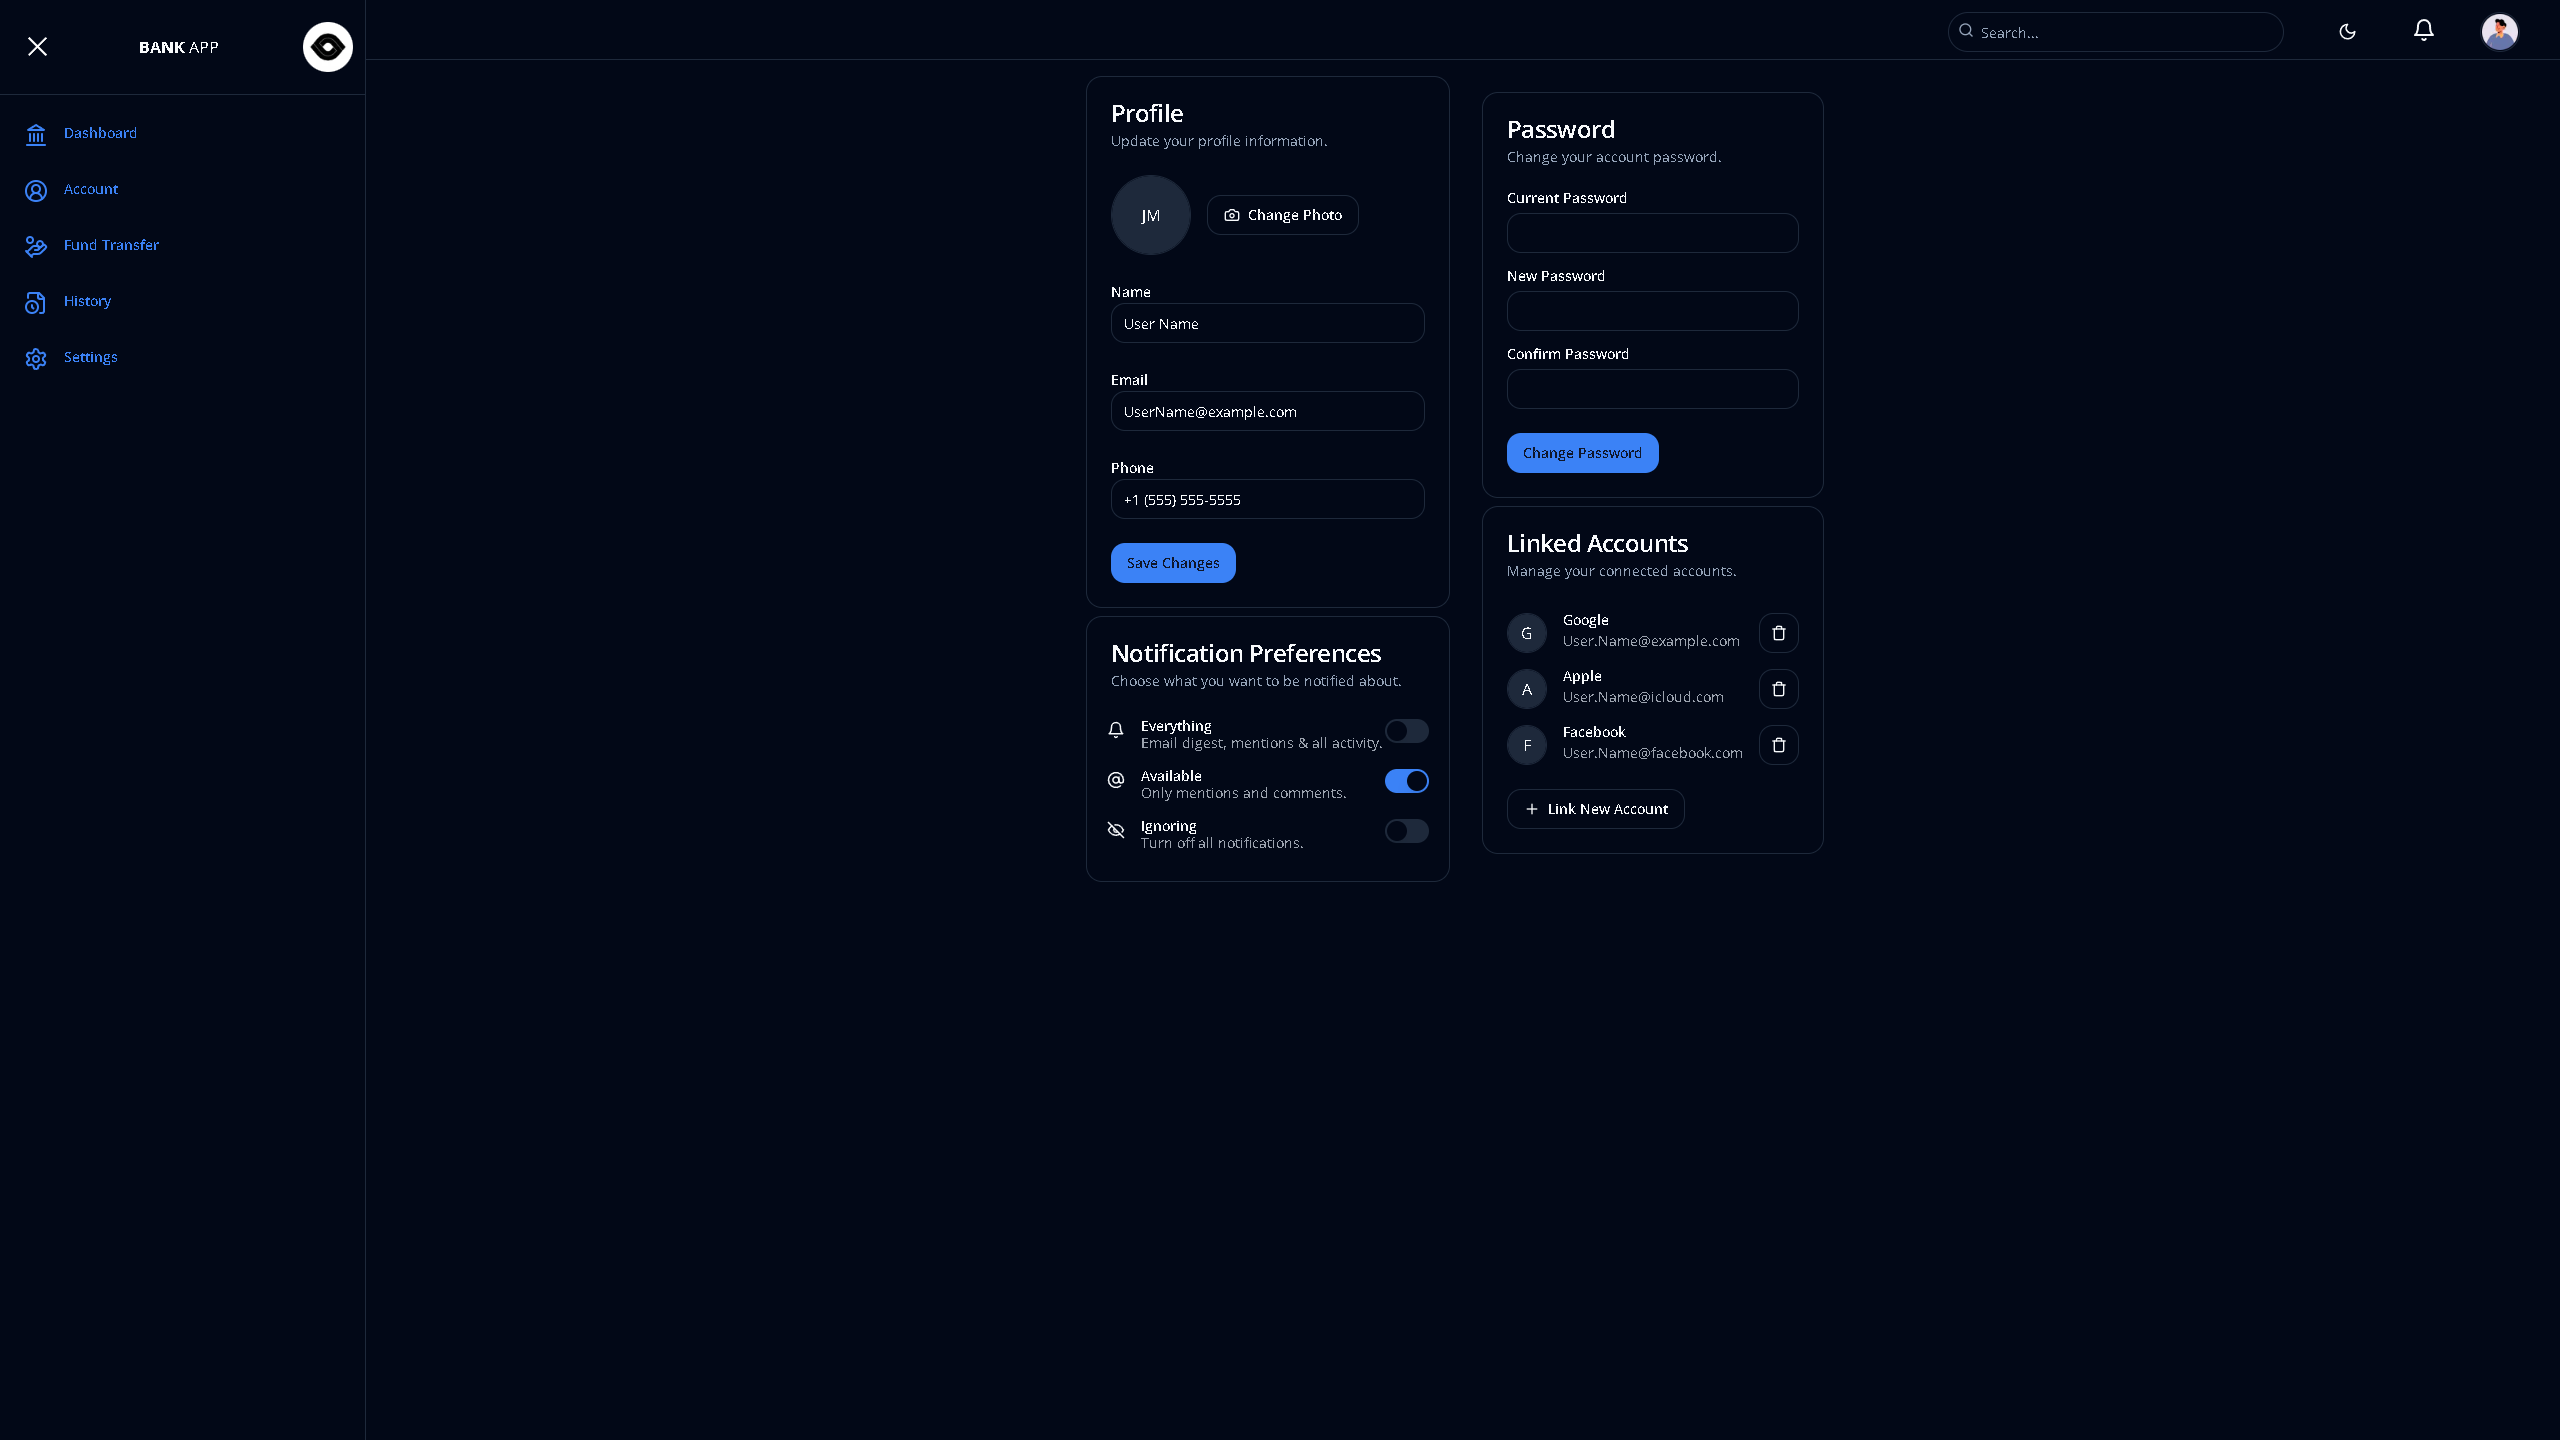 BANK APP
Dashboard
Account
Fund Transfer
History
Settings
Search...
Profile
Update your profile information.
JM
Change Photo
Name
User Name
Email
UserName@example.com
Phone
+1 (555) 555-5555
Save Changes
Notification Preferences
Choose what you want to be notified about.
Everything
Email digest, mentions & all activity.
Available
Only mentions and comments.
Ignoring
Turn off all notifications.
Password
Change your account password.
Current Password
New Password
Confirm Password
Change Password
Linked Accounts
Manage your connected accounts.
G
Google
User.Name@example.com
A
Apple
User.Name@icloud.com
F
Facebook
User.Name@facebook.com
Link New Account